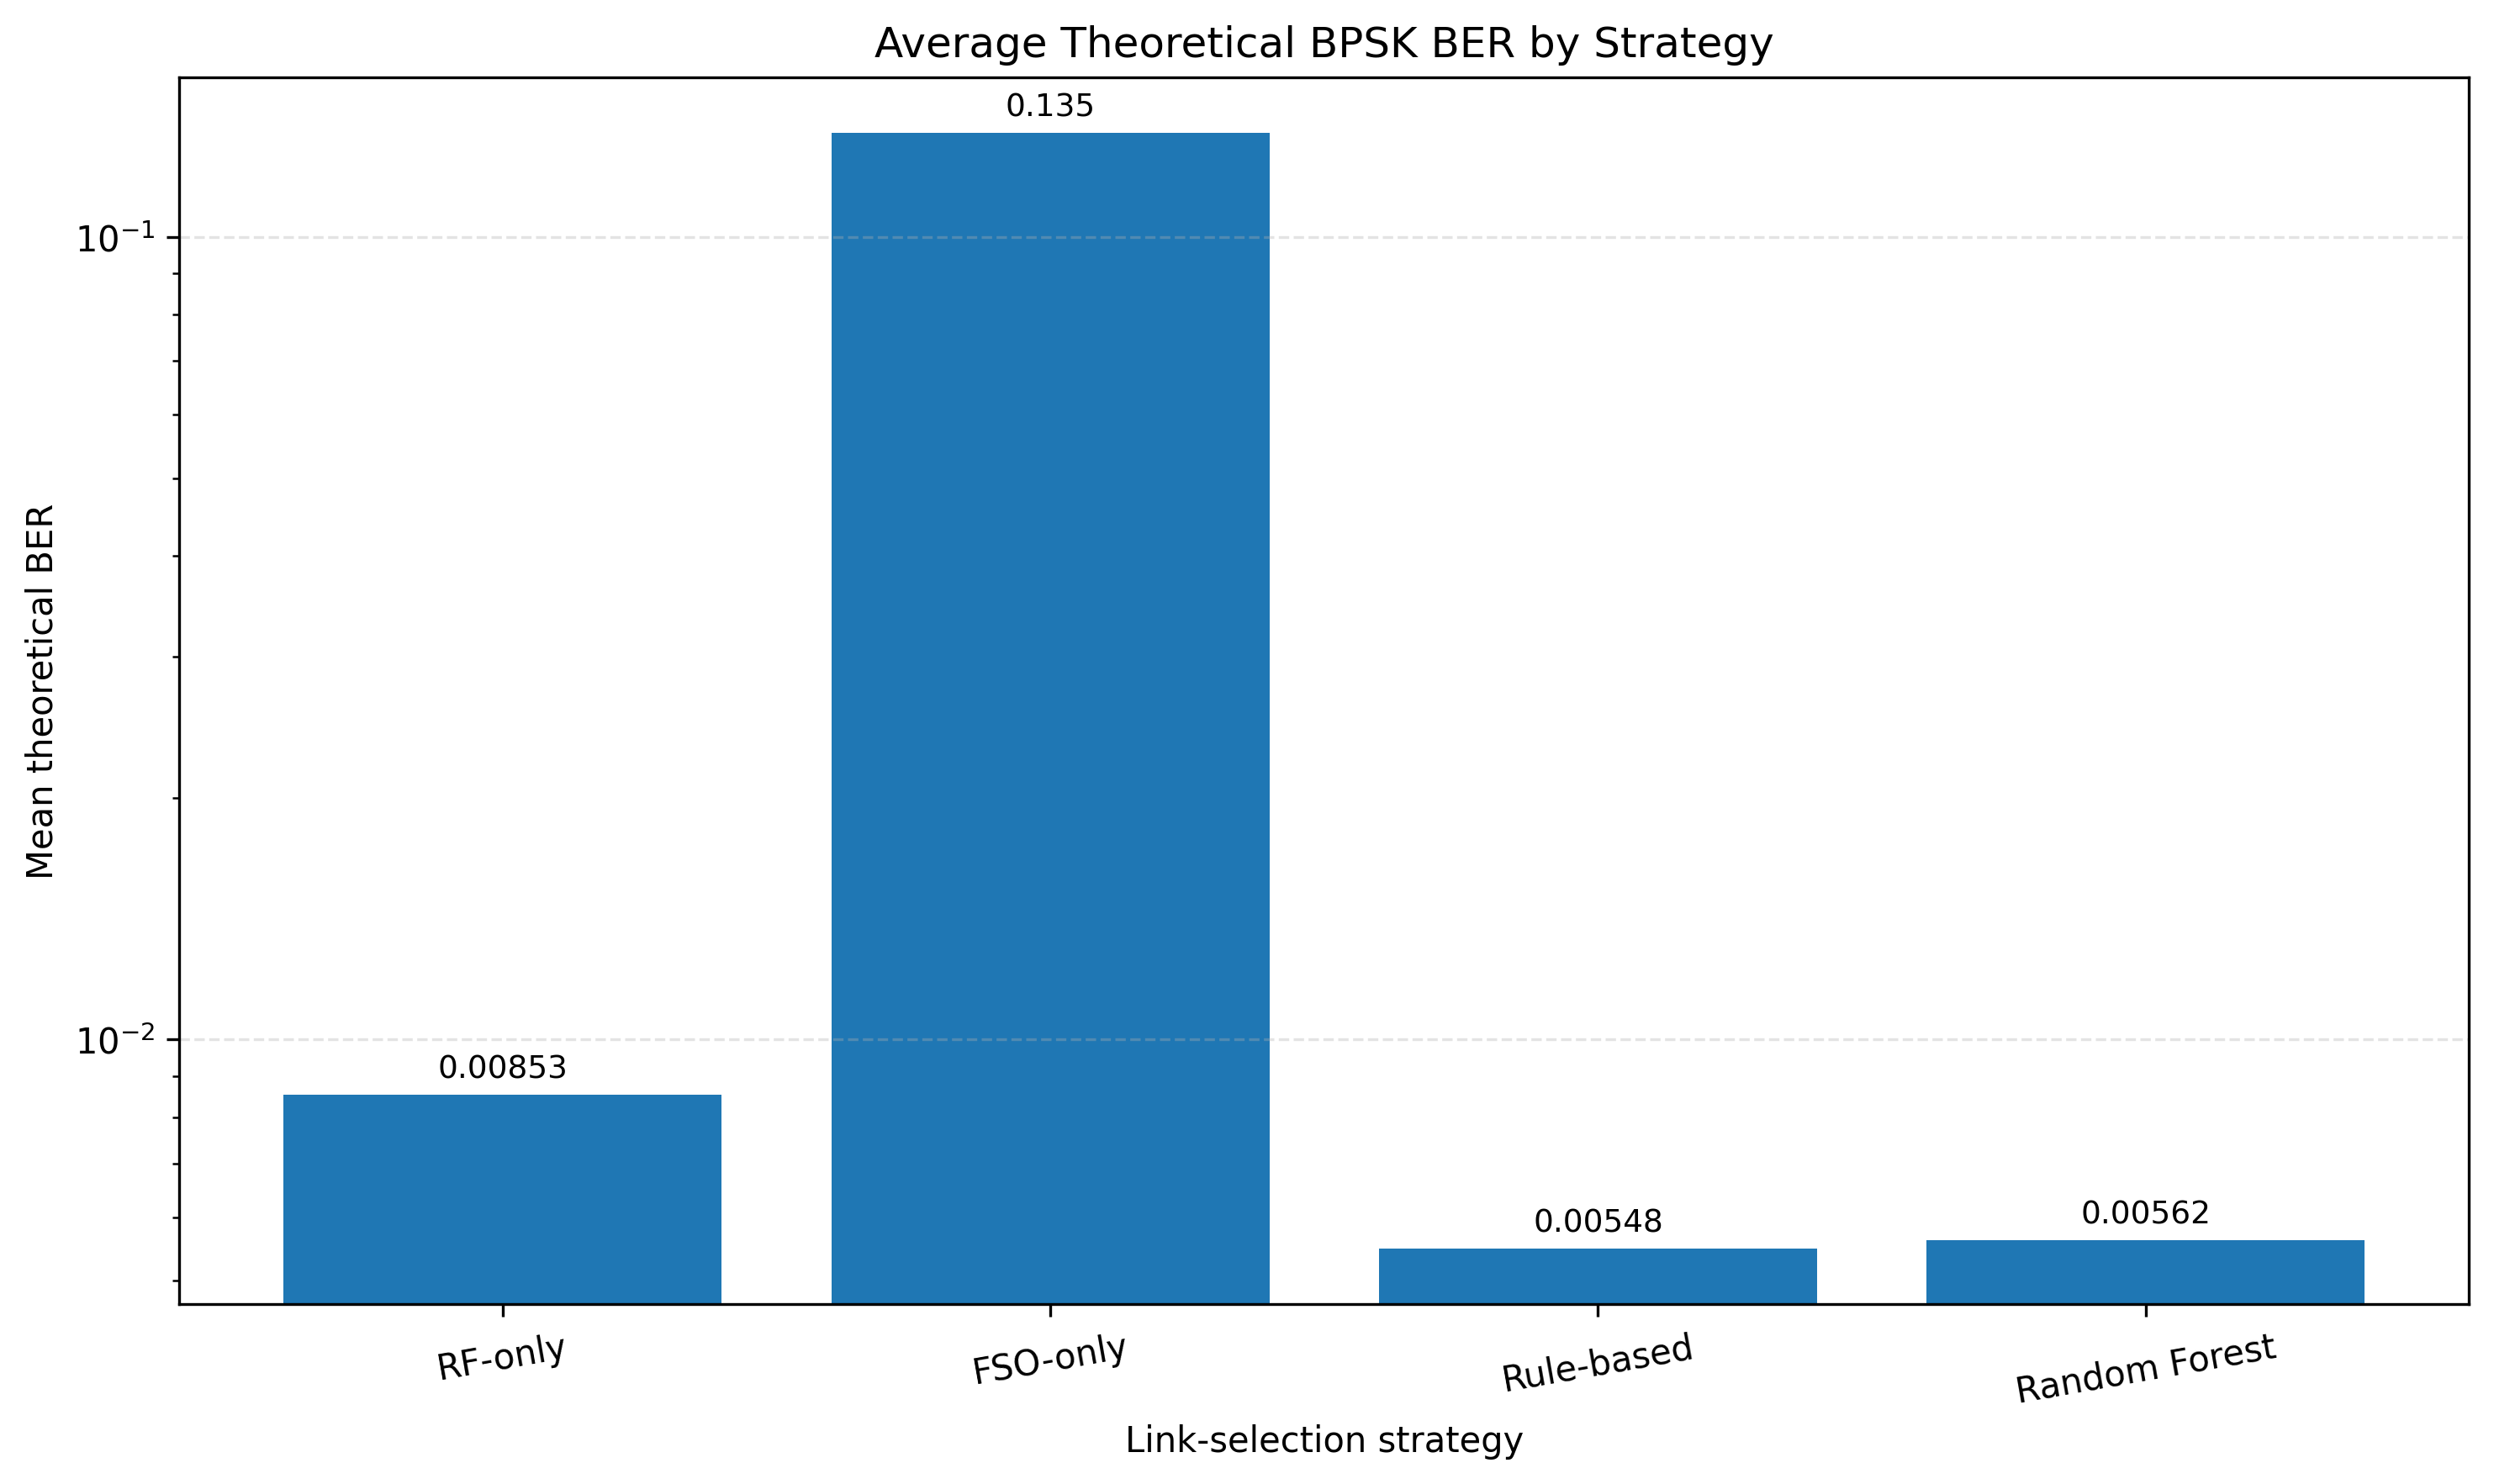 Average Theoretical BPSK BER by Strategy
0.135
10⁻¹
Mean theoretical BER
10⁻²
0.00853
0.00548
0.00562
RF-only
FSO-only
Rule-based
Random Forest
Link-selection strategy